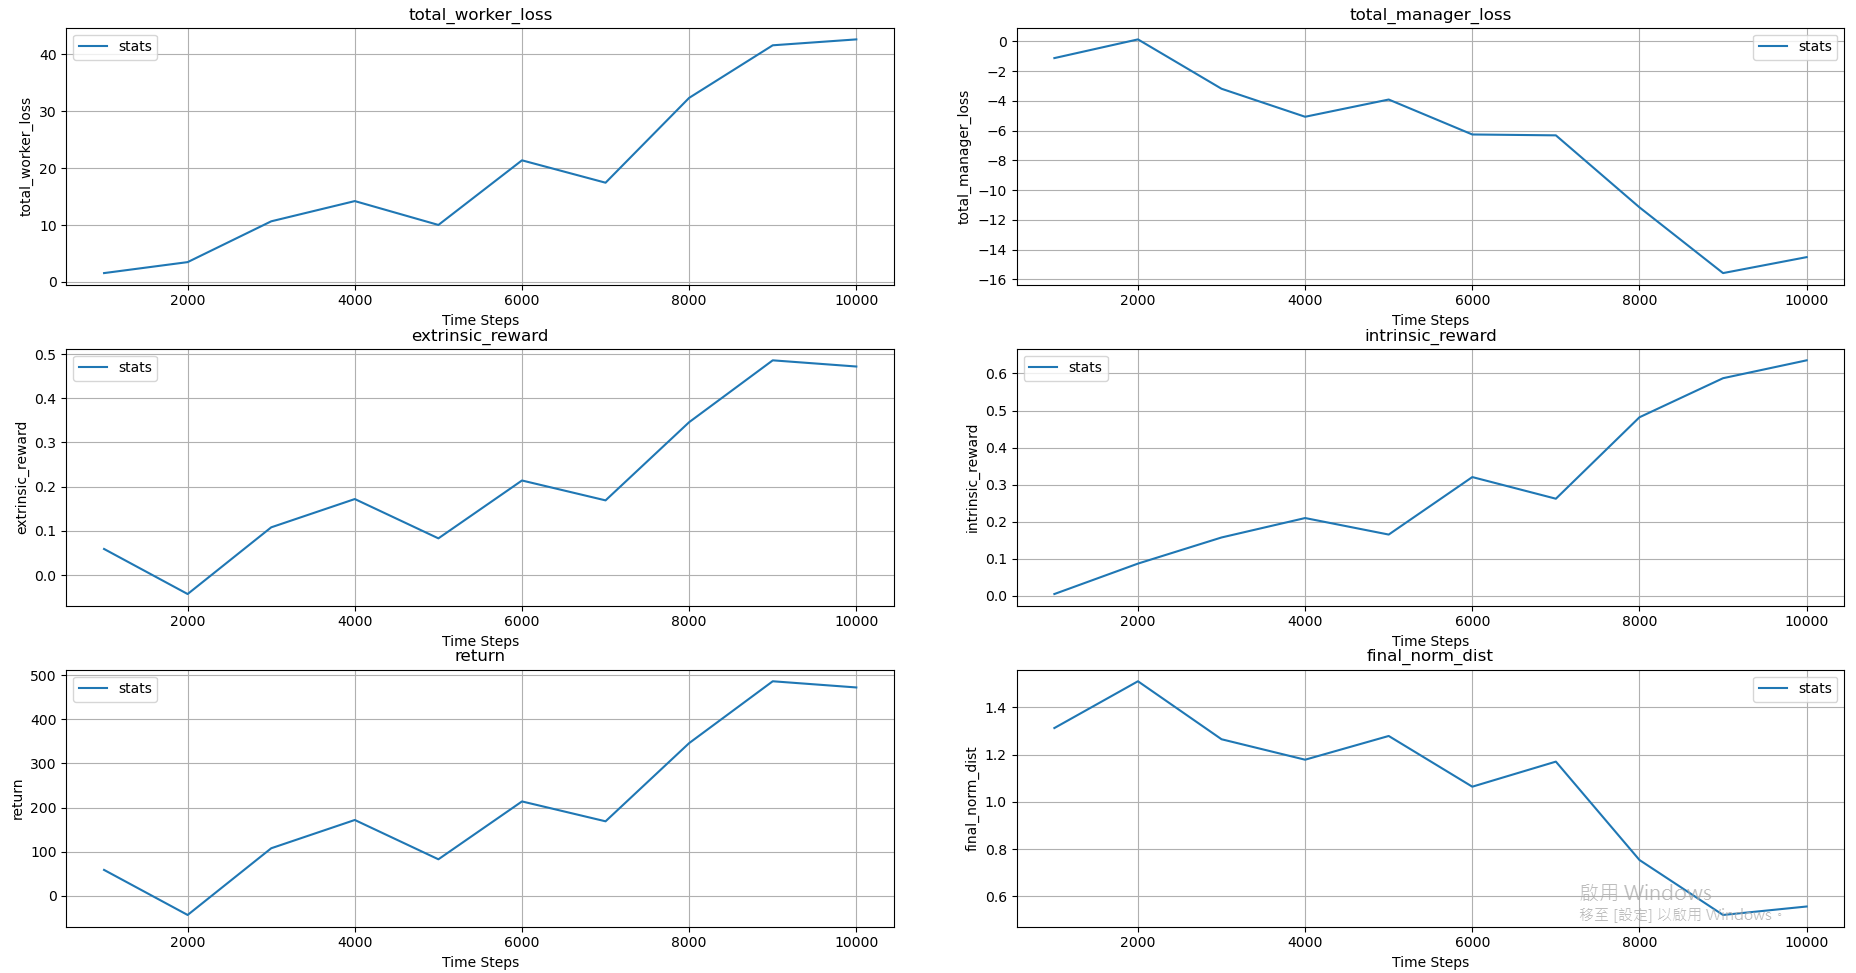 total_worker_loss
stats
total_worker_loss
40
30
20
10
0
2000 4000 6000 8000 10000
Time Steps
total_manager_loss
stats
total_manager_loss
0
−2
−4
−6
−8
−10
−12
−14
−16
2000 4000 6000 8000 10000
Time Steps
extrinsic_reward
stats
extrinsic_reward
0.5
0.4
0.3
0.2
0.1
0.0
2000 4000 6000 8000 10000
Time Steps
intrinsic_reward
stats
intrinsic_reward
0.6
0.5
0.4
0.3
0.2
0.1
0.0
2000 4000 6000 8000 10000
Time Steps
return
stats
return
500
400
300
200
100
0
2000 4000 6000 8000 10000
Time Steps
final_norm_dist
stats
final_norm_dist
1.4
1.2
1.0
0.8
0.6
2000 4000 6000 8000 10000
Time Steps
啟用 Windows
移至 [設定] 以啟用 Windows。